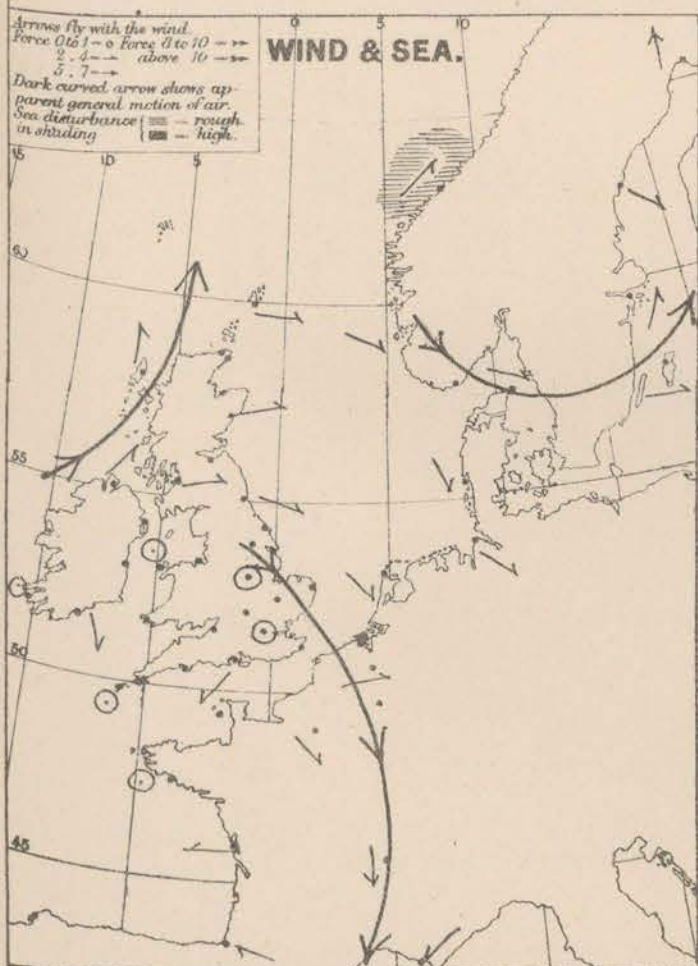 Arrows fly with the wind.
Force 0 to 1 – o Force 8 to 10 –
2 . 4 – above 10 –
5 . 7 –
Dark curved arrow shows ap-
parent general motion of air.
Sea disturbance { – rough.
in shading { – high.
WIND & SEA.
0 5 10
15 10 5
60
55
50
45